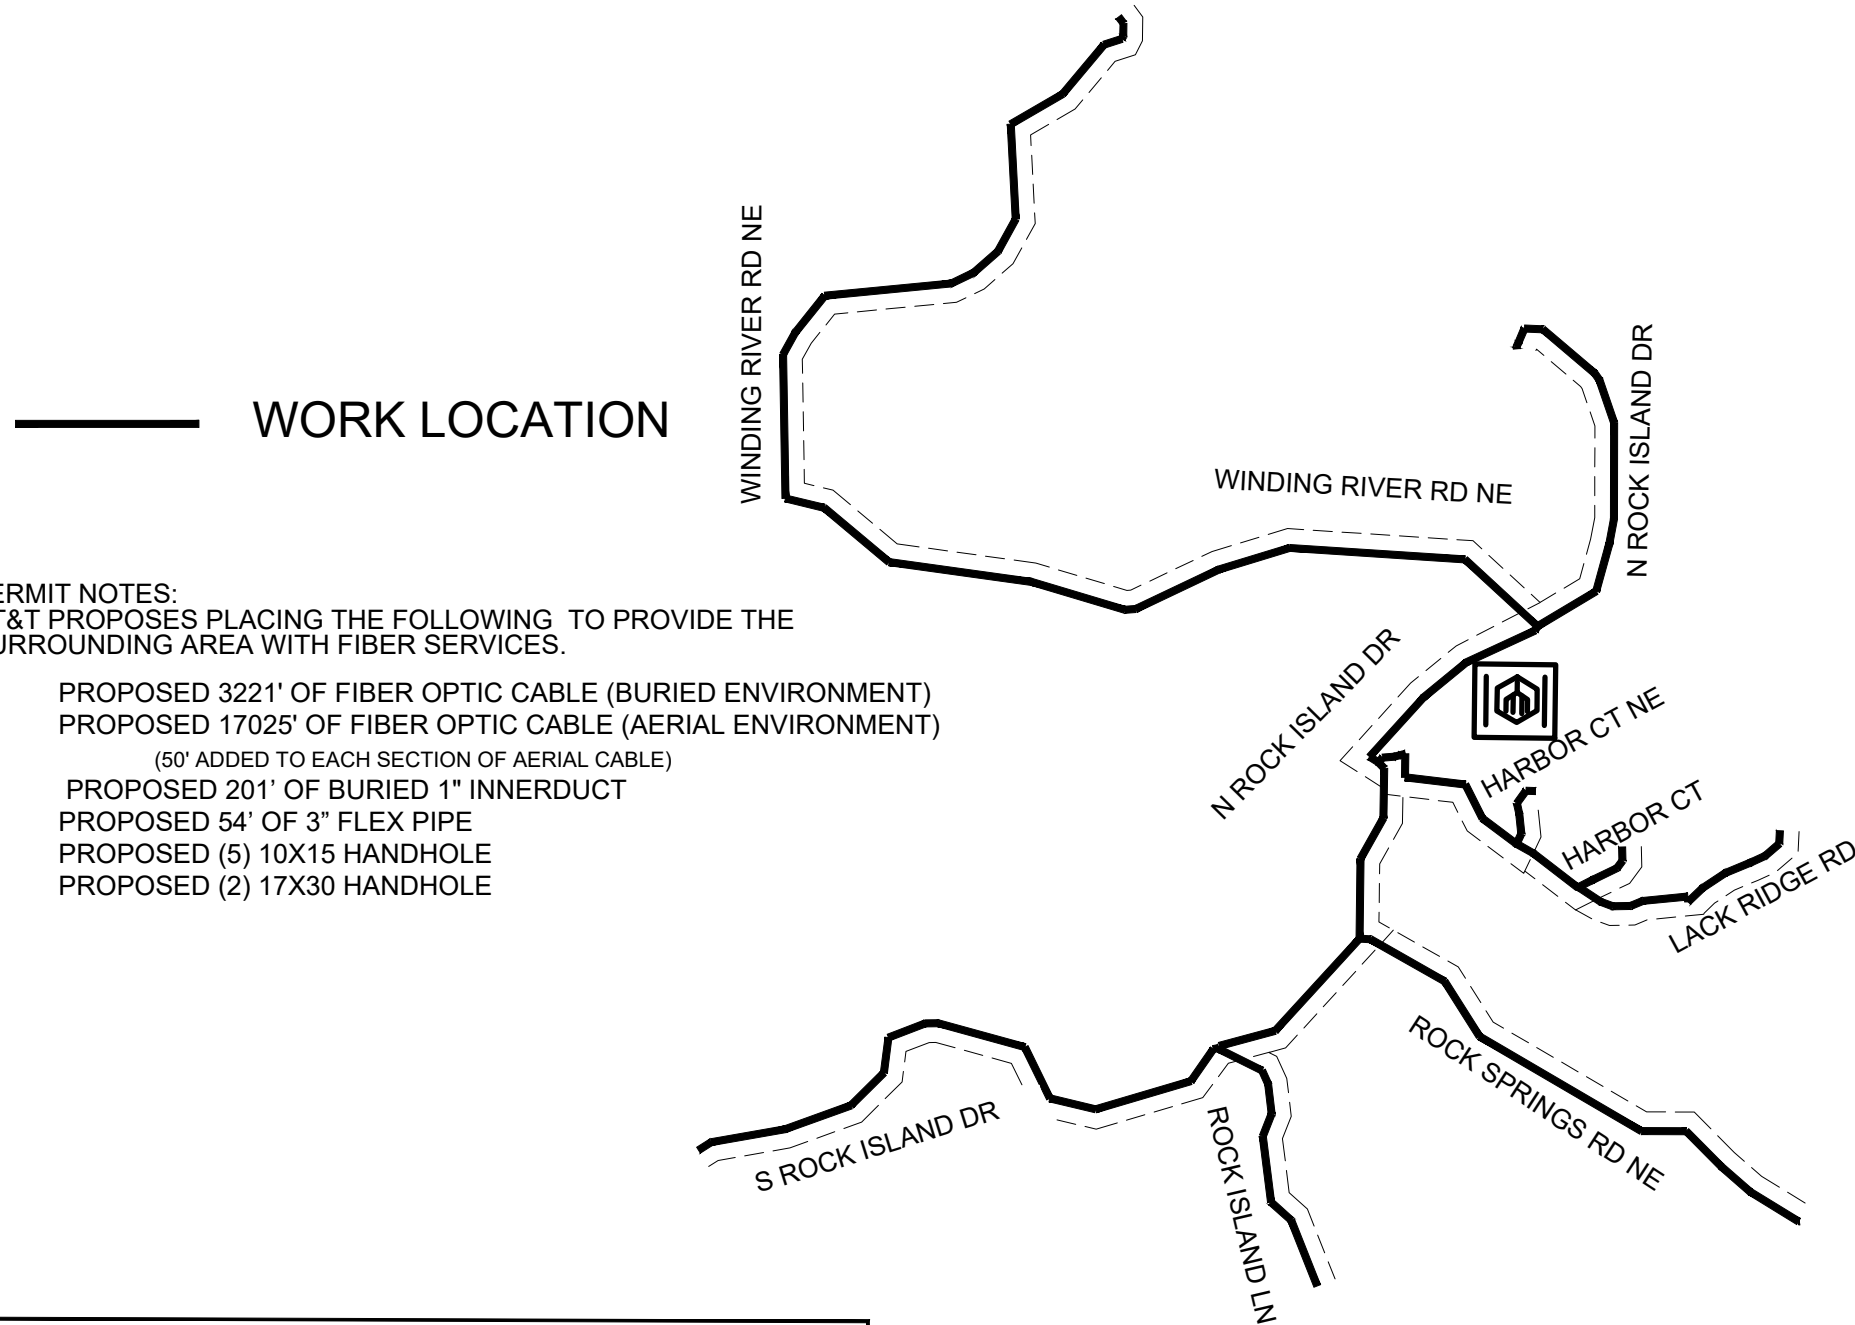 WINDING RIVER RD NE
N ROCK ISLAND DR
WORK LOCATION
WINDING RIVER RD NE
ERMIT NOTES:
T&T PROPOSES PLACING THE FOLLOWING TO PROVIDE THE
URROUNDING AREA WITH FIBER SERVICES.
PROPOSED 3221' OF FIBER OPTIC CABLE (BURIED ENVIRONMENT)
PROPOSED 17025' OF FIBER OPTIC CABLE (AERIAL ENVIRONMENT)
(50' ADDED TO EACH SECTION OF AERIAL CABLE)
PROPOSED 201’ OF BURIED 1" INNERDUCT
PROPOSED 54’ OF 3” FLEX PIPE
PROPOSED (5) 10X15 HANDHOLE
PROPOSED (2) 17X30 HANDHOLE
N ROCK ISLAND DR
HARBOR CT NE
HARBOR CT
LACK RIDGE RD
ROCK SPRINGS RD NE
S ROCK ISLAND DR
ROCK ISLAND LN